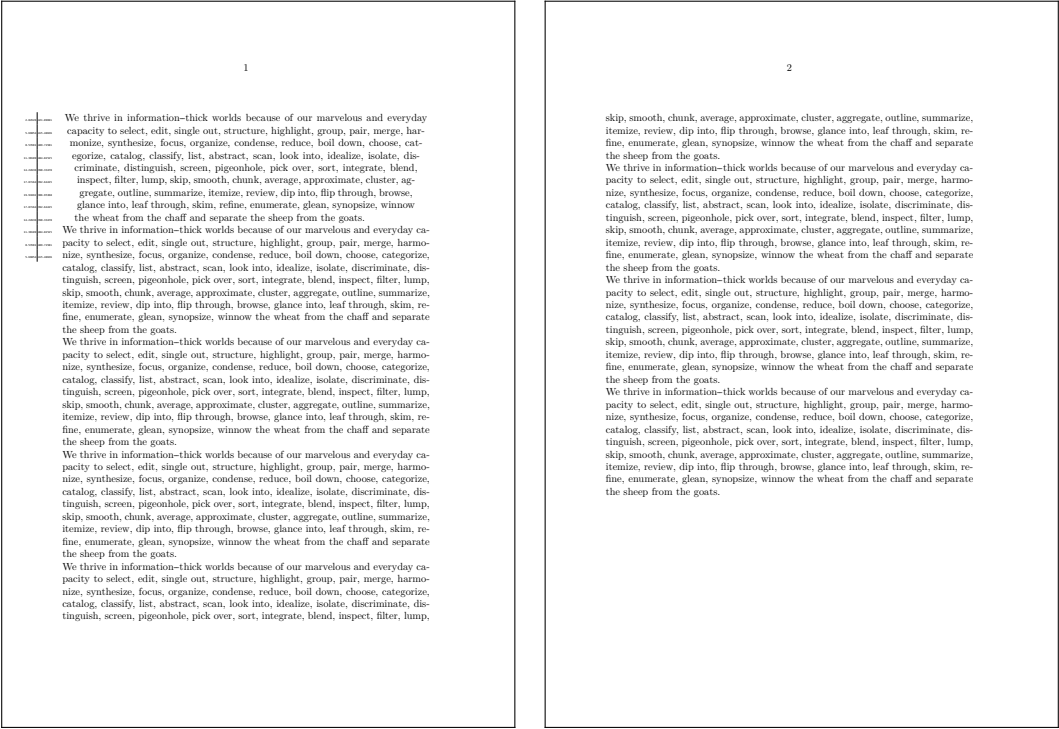 1
We thrive in information–thick worlds because of our marvelous and everyday
capacity to select, edit, single out, structure, highlight, group, pair, merge, har-
monize, synthesize, focus, organize, condense, reduce, boil down, choose, cat-
egorize, catalog, classify, list, abstract, scan, look into, idealize, isolate, dis-
criminate, distinguish, screen, pigeonhole, pick over, sort, integrate, blend,
inspect, filter, lump, skip, smooth, chunk, average, approximate, cluster, ag-
gregate, outline, summarize, itemize, review, dip into, flip through, browse,
glance into, leaf through, skim, refine, enumerate, glean, synopsize, winnow
the wheat from the chaff and separate the sheep from the goats.
We thrive in information–thick worlds because of our marvelous and everyday ca-
pacity to select, edit, single out, structure, highlight, group, pair, merge, harmo-
nize, synthesize, focus, organize, condense, reduce, boil down, choose, categorize,
catalog, classify, list, abstract, scan, look into, idealize, isolate, discriminate, dis-
tinguish, screen, pigeonhole, pick over, sort, integrate, blend, inspect, filter, lump,
skip, smooth, chunk, average, approximate, cluster, aggregate, outline, summarize,
itemize, review, dip into, flip through, browse, glance into, leaf through, skim, re-
fine, enumerate, glean, synopsize, winnow the wheat from the chaff and separate
the sheep from the goats.
We thrive in information–thick worlds because of our marvelous and everyday ca-
pacity to select, edit, single out, structure, highlight, group, pair, merge, harmo-
nize, synthesize, focus, organize, condense, reduce, boil down, choose, categorize,
catalog, classify, list, abstract, scan, look into, idealize, isolate, discriminate, dis-
tinguish, screen, pigeonhole, pick over, sort, integrate, blend, inspect, filter, lump,
skip, smooth, chunk, average, approximate, cluster, aggregate, outline, summarize,
itemize, review, dip into, flip through, browse, glance into, leaf through, skim, re-
fine, enumerate, glean, synopsize, winnow the wheat from the chaff and separate
the sheep from the goats.
We thrive in information–thick worlds because of our marvelous and everyday ca-
pacity to select, edit, single out, structure, highlight, group, pair, merge, harmo-
nize, synthesize, focus, organize, condense, reduce, boil down, choose, categorize,
catalog, classify, list, abstract, scan, look into, idealize, isolate, discriminate, dis-
tinguish, screen, pigeonhole, pick over, sort, integrate, blend, inspect, filter, lump,
skip, smooth, chunk, average, approximate, cluster, aggregate, outline, summarize,
itemize, review, dip into, flip through, browse, glance into, leaf through, skim, re-
fine, enumerate, glean, synopsize, winnow the wheat from the chaff and separate
the sheep from the goats.
We thrive in information–thick worlds because of our marvelous and everyday ca-
pacity to select, edit, single out, structure, highlight, group, pair, merge, harmo-
nize, synthesize, focus, organize, condense, reduce, boil down, choose, categorize,
catalog, classify, list, abstract, scan, look into, idealize, isolate, discriminate, dis-
tinguish, screen, pigeonhole, pick over, sort, integrate, blend, inspect, filter, lump,
2
skip, smooth, chunk, average, approximate, cluster, aggregate, outline, summarize,
itemize, review, dip into, flip through, browse, glance into, leaf through, skim, re-
fine, enumerate, glean, synopsize, winnow the wheat from the chaff and separate
the sheep from the goats.
We thrive in information–thick worlds because of our marvelous and everyday ca-
pacity to select, edit, single out, structure, highlight, group, pair, merge, harmo-
nize, synthesize, focus, organize, condense, reduce, boil down, choose, categorize,
catalog, classify, list, abstract, scan, look into, idealize, isolate, discriminate, dis-
tinguish, screen, pigeonhole, pick over, sort, integrate, blend, inspect, filter, lump,
skip, smooth, chunk, average, approximate, cluster, aggregate, outline, summarize,
itemize, review, dip into, flip through, browse, glance into, leaf through, skim, re-
fine, enumerate, glean, synopsize, winnow the wheat from the chaff and separate
the sheep from the goats.
We thrive in information–thick worlds because of our marvelous and everyday ca-
pacity to select, edit, single out, structure, highlight, group, pair, merge, harmo-
nize, synthesize, focus, organize, condense, reduce, boil down, choose, categorize,
catalog, classify, list, abstract, scan, look into, idealize, isolate, discriminate, dis-
tinguish, screen, pigeonhole, pick over, sort, integrate, blend, inspect, filter, lump,
skip, smooth, chunk, average, approximate, cluster, aggregate, outline, summarize,
itemize, review, dip into, flip through, browse, glance into, leaf through, skim, re-
fine, enumerate, glean, synopsize, winnow the wheat from the chaff and separate
the sheep from the goats.
We thrive in information–thick worlds because of our marvelous and everyday ca-
pacity to select, edit, single out, structure, highlight, group, pair, merge, harmo-
nize, synthesize, focus, organize, condense, reduce, boil down, choose, categorize,
catalog, classify, list, abstract, scan, look into, idealize, isolate, discriminate, dis-
tinguish, screen, pigeonhole, pick over, sort, integrate, blend, inspect, filter, lump,
skip, smooth, chunk, average, approximate, cluster, aggregate, outline, summarize,
itemize, review, dip into, flip through, browse, glance into, leaf through, skim, re-
fine, enumerate, glean, synopsize, winnow the wheat from the chaff and separate
the sheep from the goats.